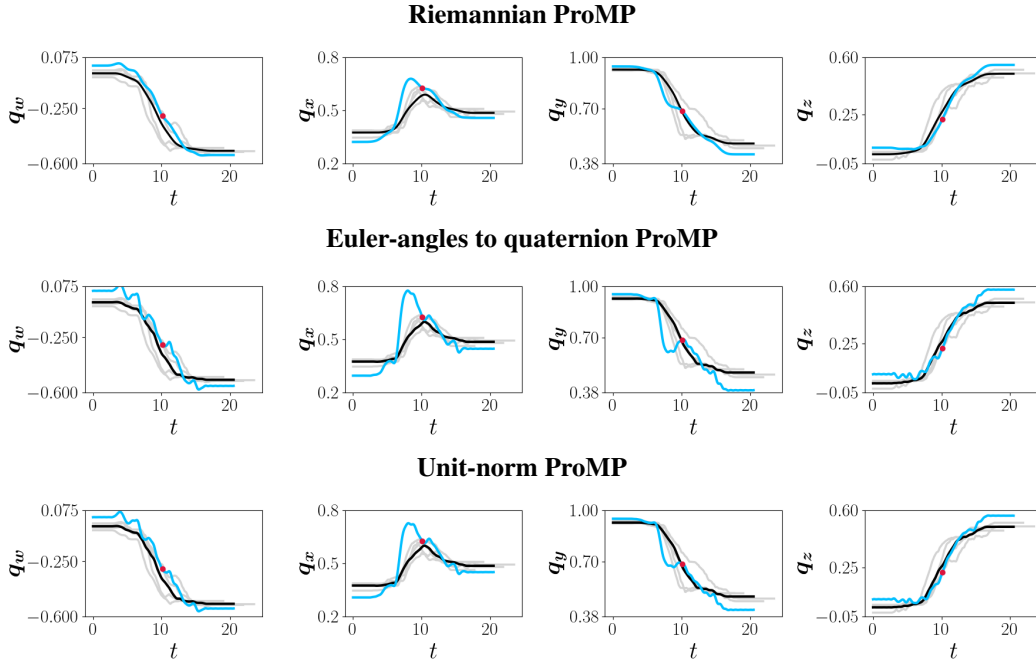 Riemannian ProMP
q_w
0.075
−0.250
−0.600
0 10 20
t
q_x
0.8
0.5
0.2
0 10 20
t
q_y
1.00
0.70
0.38
0 10 20
t
q_z
0.60
0.25
−0.05
0 10 20
t
Euler-angles to quaternion ProMP
q_w
0.075
−0.250
−0.600
0 10 20
t
q_x
0.8
0.5
0.2
0 10 20
t
q_y
1.00
0.70
0.38
0 10 20
t
q_z
0.60
0.25
−0.05
0 10 20
t
Unit-norm ProMP
q_w
0.075
−0.250
−0.600
0 10 20
t
q_x
0.8
0.5
0.2
0 10 20
t
q_y
1.00
0.70
0.38
0 10 20
t
q_z
0.60
0.25
−0.05
0 10 20
t